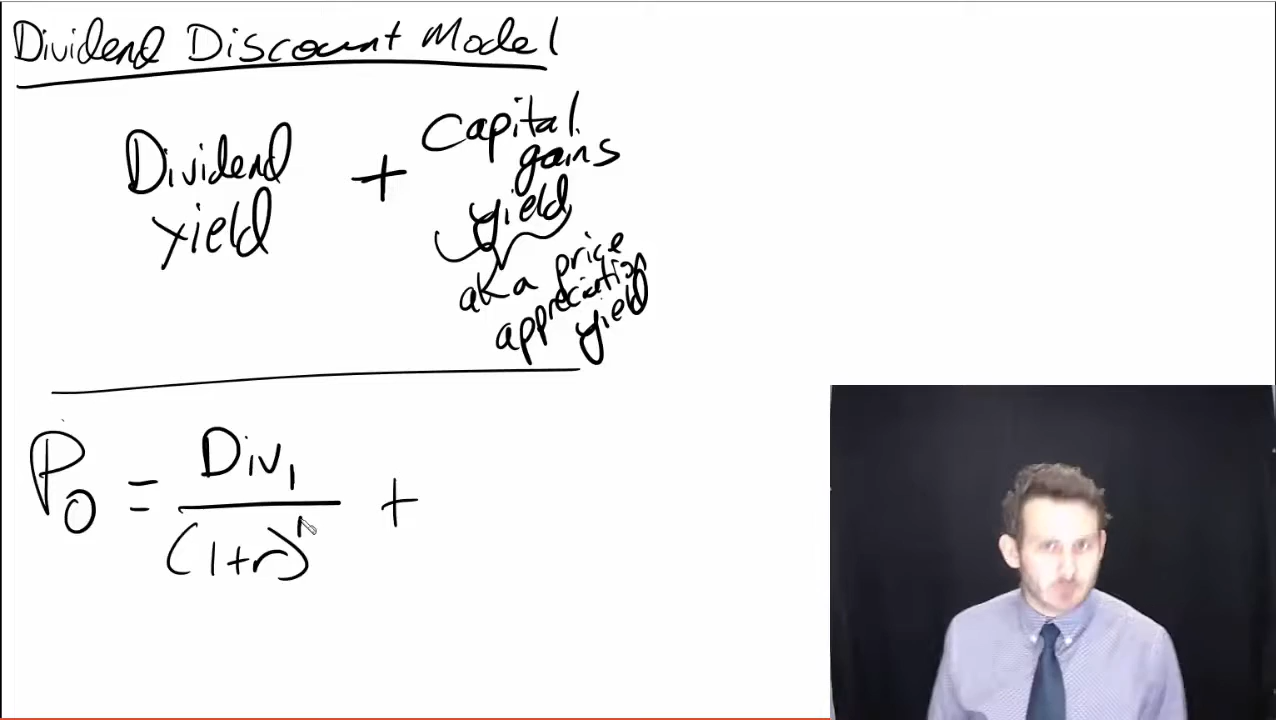 Dividend Discount Model
Dividend
yield
+
Capital
gains
yield
aka price
appreciation
yield
P₀ = Div₁ +
(1+r)¹